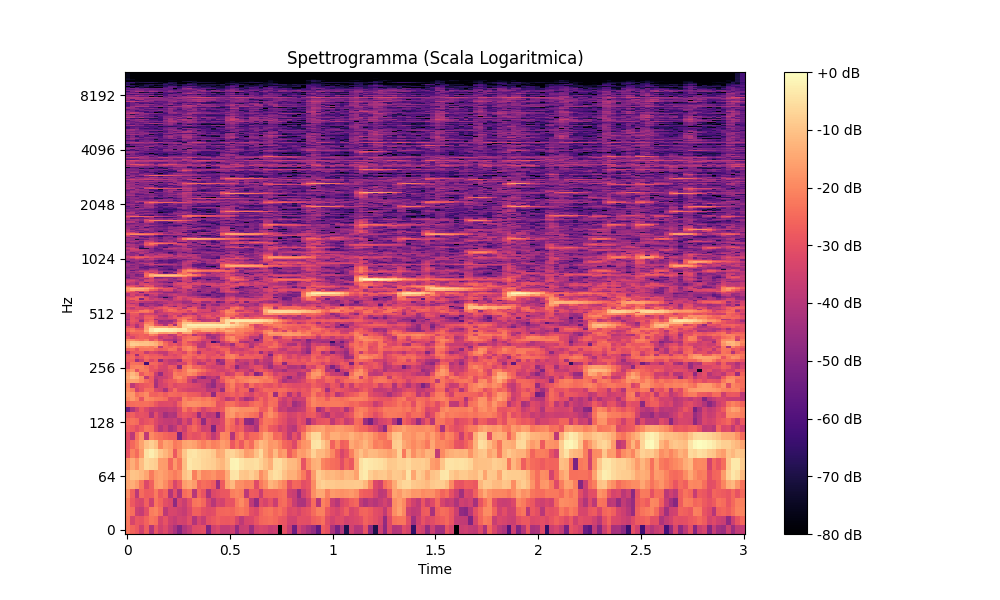 Spettrogramma (Scala Logaritmica)
Hz
8192
4096
2048
1024
512
256
128
64
0
0
0.5
1
1.5
2
2.5
3
Time
+0 dB
-10 dB
-20 dB
-30 dB
-40 dB
-50 dB
-60 dB
-70 dB
-80 dB